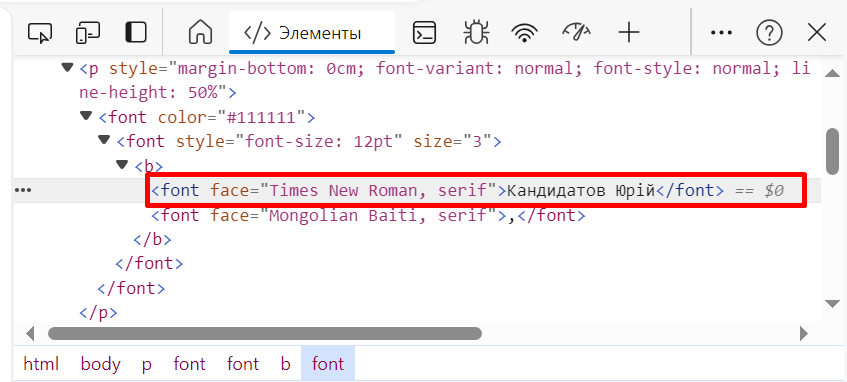 Элементы
<p style="margin-bottom: 0cm; font-variant: normal; font-style: normal; li
ne-height: 50%">
<font color="#111111">
<font style="font-size: 12pt" size="3">
<b>
<font face="Times New Roman, serif">Кандидатов Юрій</font> == $0
<font face="Mongolian Baiti, serif">,</font>
</b>
</font>
</font>
</p>
html body p font font b font